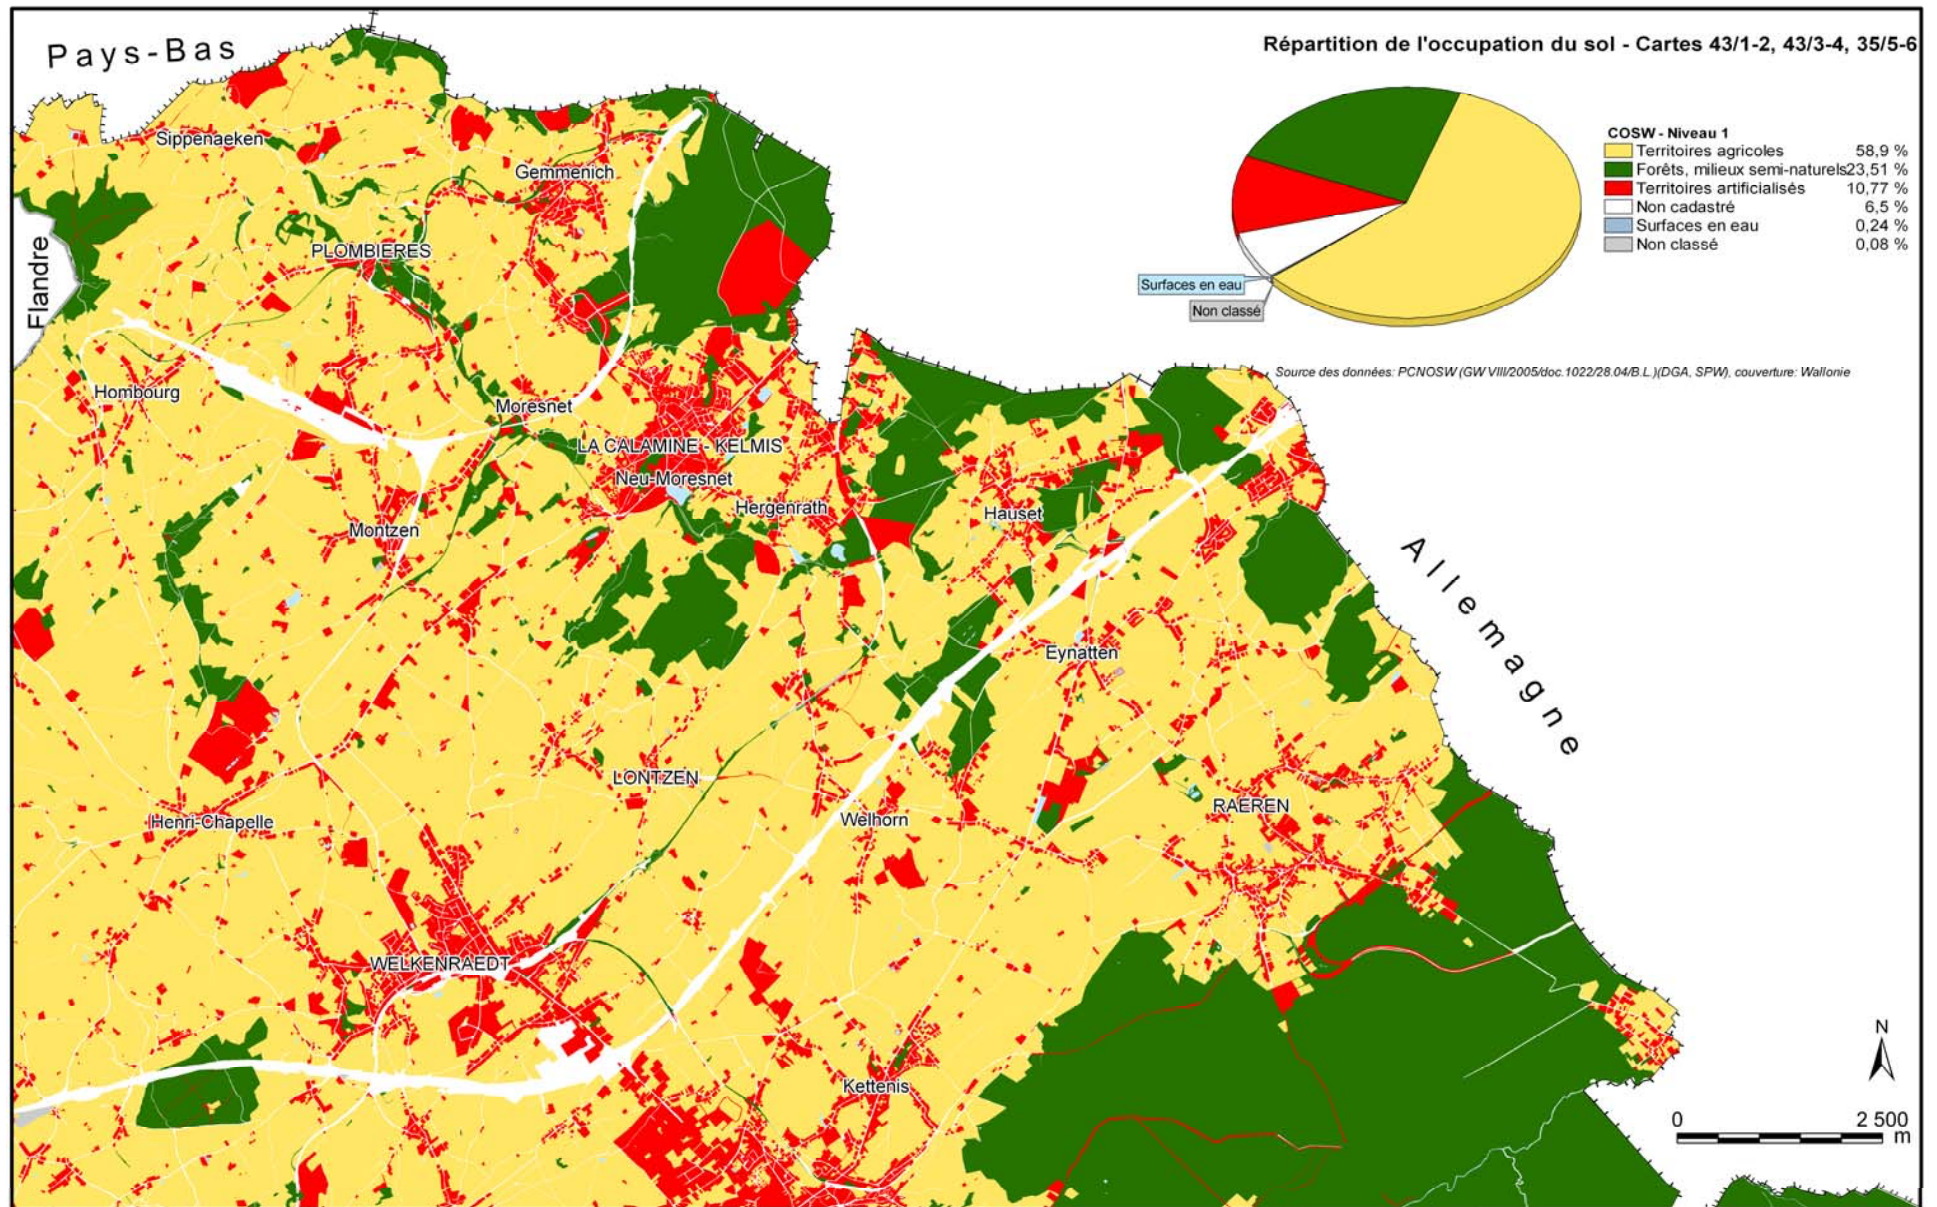 Pays-Bas
Répartition de l'occupation du sol - Cartes 43/1-2, 43/3-4, 35/5-6
COSW - Niveau 1
Territoires agricoles 58,9 %
Forêts, milieux semi-naturels 23,51 %
Territoires artificialisés 10,77 %
Non cadastré 6,5 %
Surfaces en eau 0,24 %
Non classé 0,08 %
Surfaces en eau
Non classé
Source des données: PCNOSW (GW VIII/2005/doc.1022/28.04/B.L.)(DGA, SPW), couverture: Wallonie
Sippenaeken
Gemmenich
Flandre
PLOMBIERES
Hombourg
Moresnet
LA CALAMINE - KELMIS
Neu-Moresnet
Hergenrath
Hauset
Montzen
Allemagne
Eynatten
LONTZEN
RAEREN
Henri-Chapelle
Welhorn
WELKENRAEDT
Kettenis
N
0 2 500
m